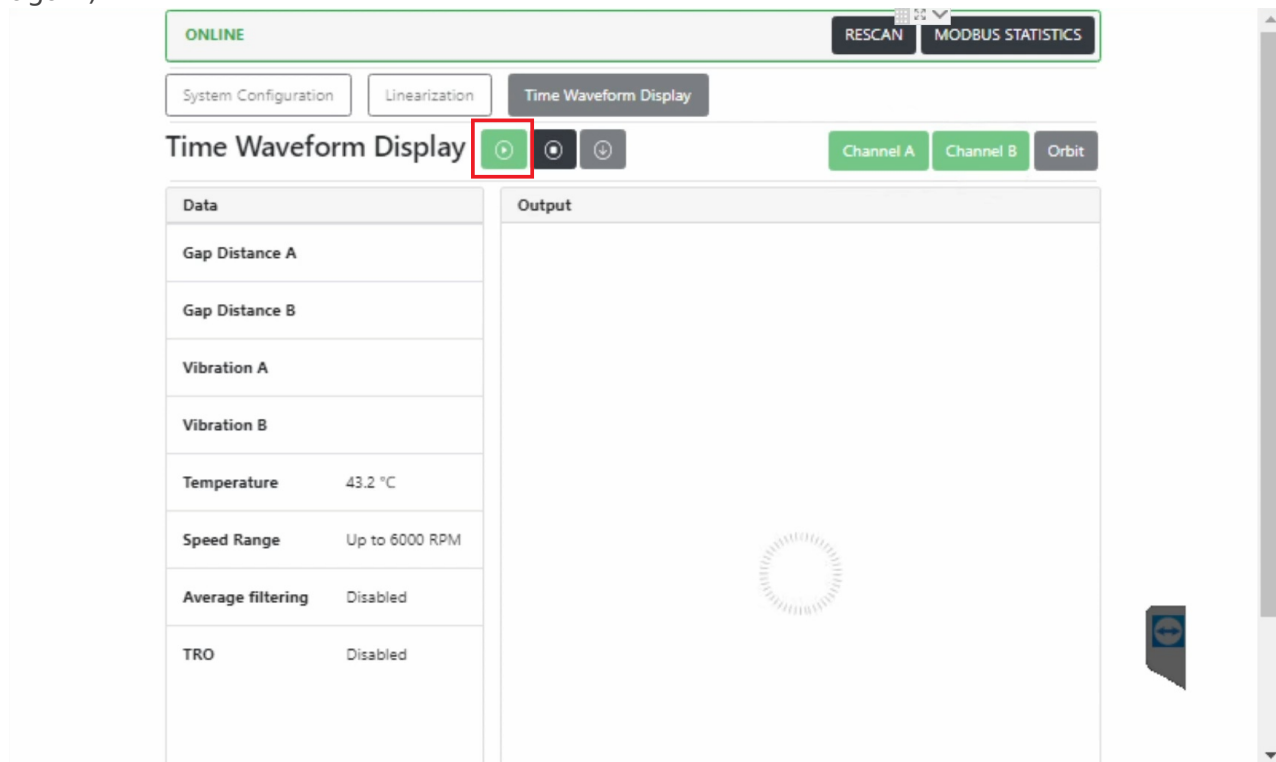 ONLINE
RESCAN
MODBUS STATISTICS
System Configuration
Linearization
Time Waveform Display
Time Waveform Display
Channel A
Channel B
Orbit
Data
Output
Gap Distance A
Gap Distance B
Vibration A
Vibration B
Temperature 43.2 °C
Speed Range Up to 6000 RPM
Average filtering Disabled
TRO Disabled